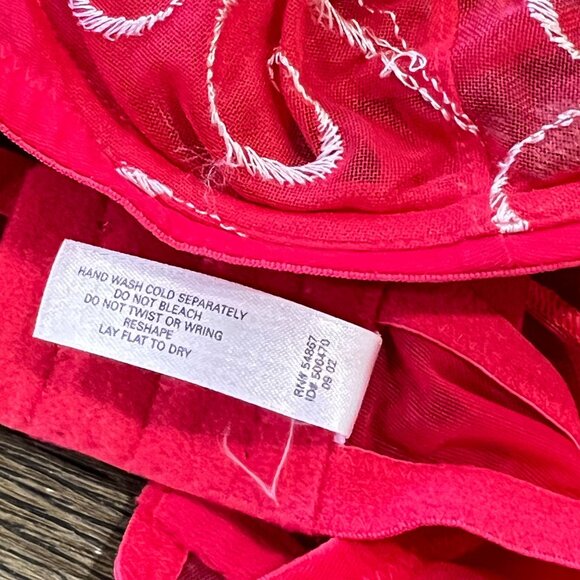 HAND WASH COLD SEPARATELY
DO NOT BLEACH
DO NOT TWIST OR WRING
RESHAPE
LAY FLAT TO DRY
RN# 54867
ID# 500470
09 02